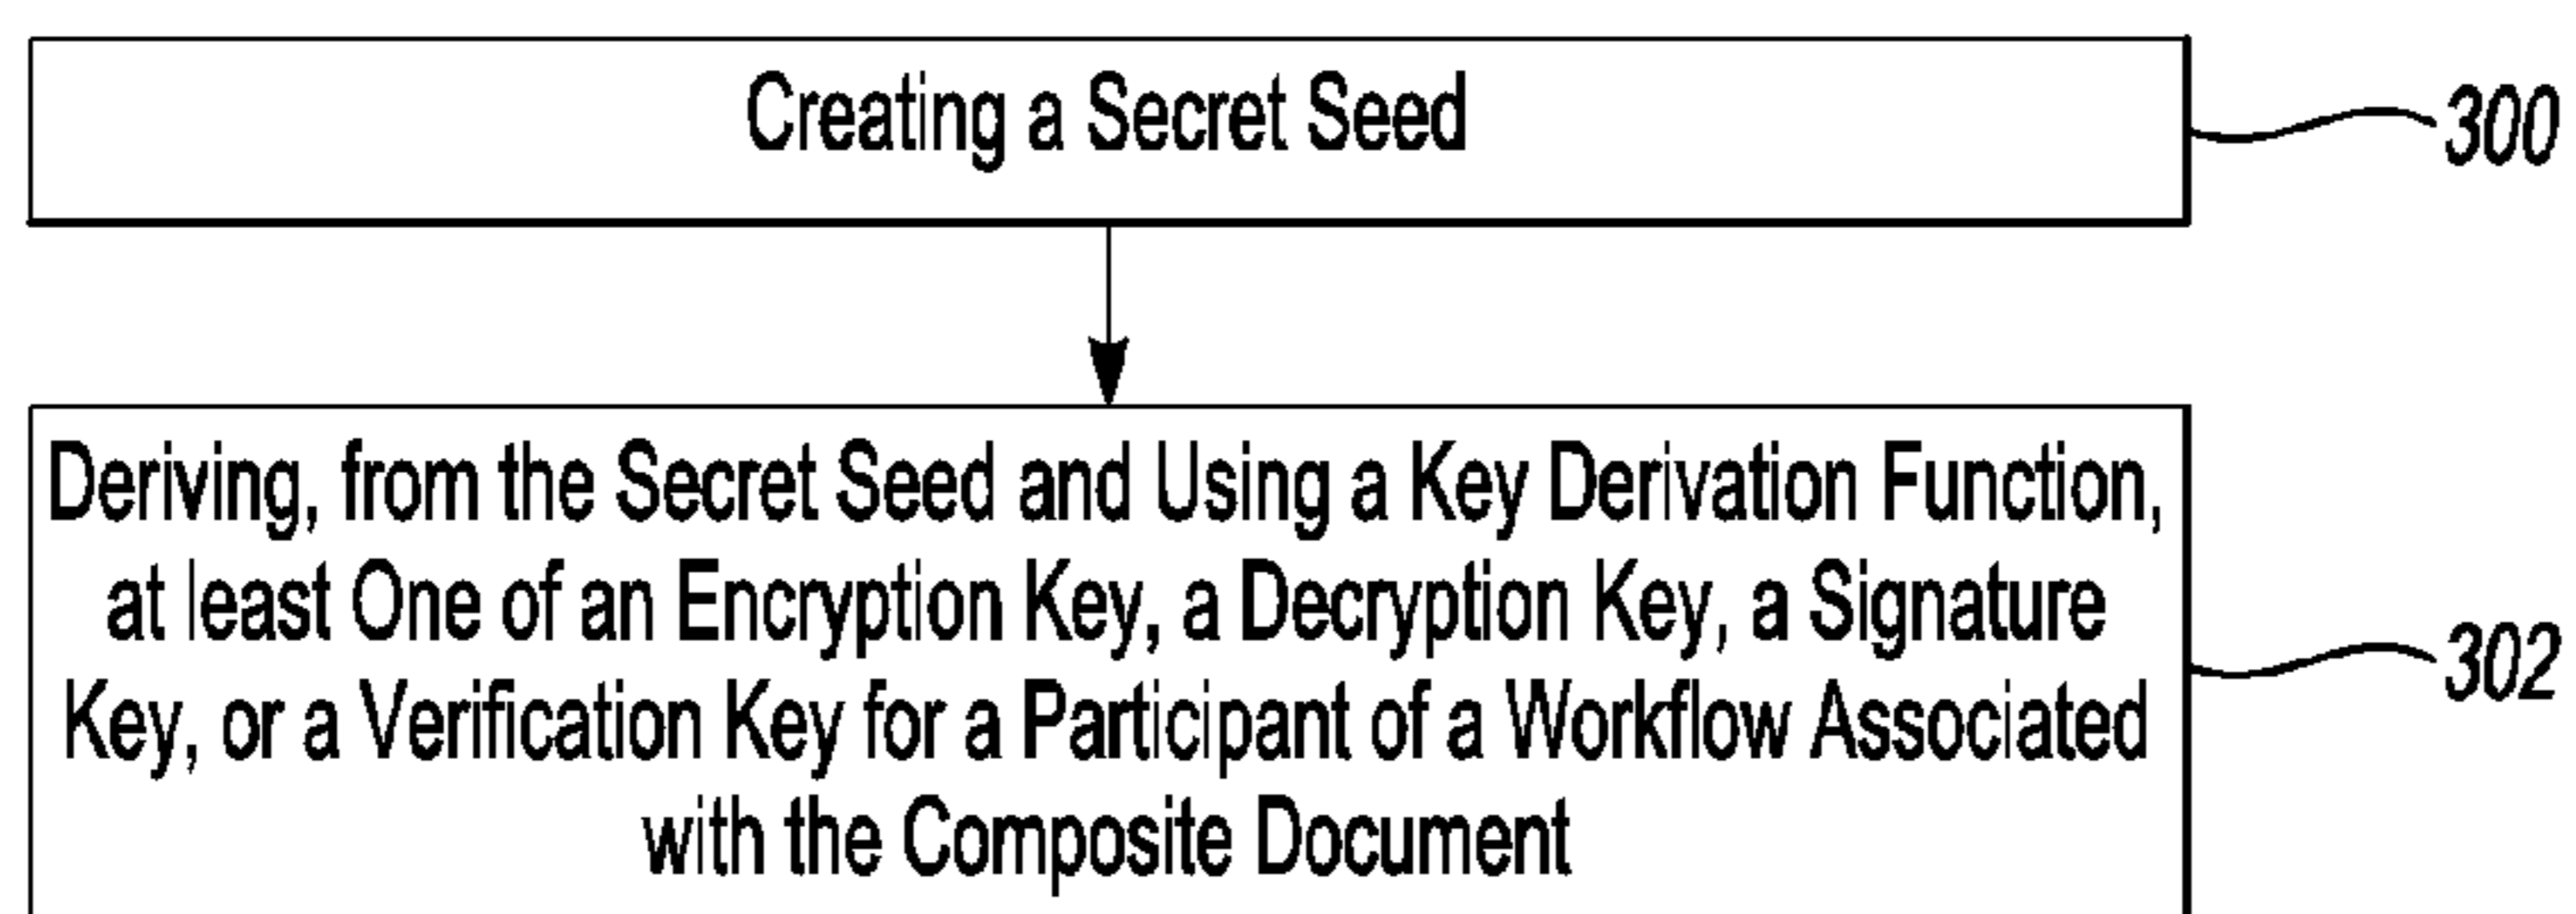 Creating a Secret Seed
300
Deriving, from the Secret Seed and Using a Key Derivation Function,
at least One of an Encryption Key, a Decryption Key, a Signature
Key, or a Verification Key for a Participant of a Workflow Associated
with the Composite Document
302